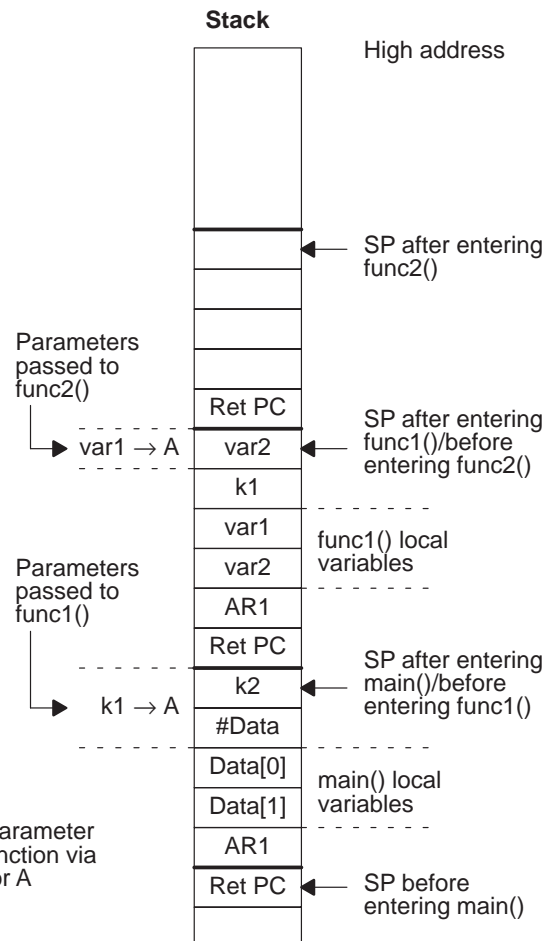 Stack
High address
SP after entering
func2()
Parameters
passed to
func2()
Ret PC
SP after entering
func1()/before
entering func2()
var1 → A
var2
k1
var1
func1() local
variables
var2
Parameters
passed to
func1()
AR1
Ret PC
SP after entering
main()/before
entering func1()
k2
k1 → A
#Data
Data[0]
main() local
variables
Data[1]
arameter
nction via
r A
AR1
Ret PC
SP before
entering main()